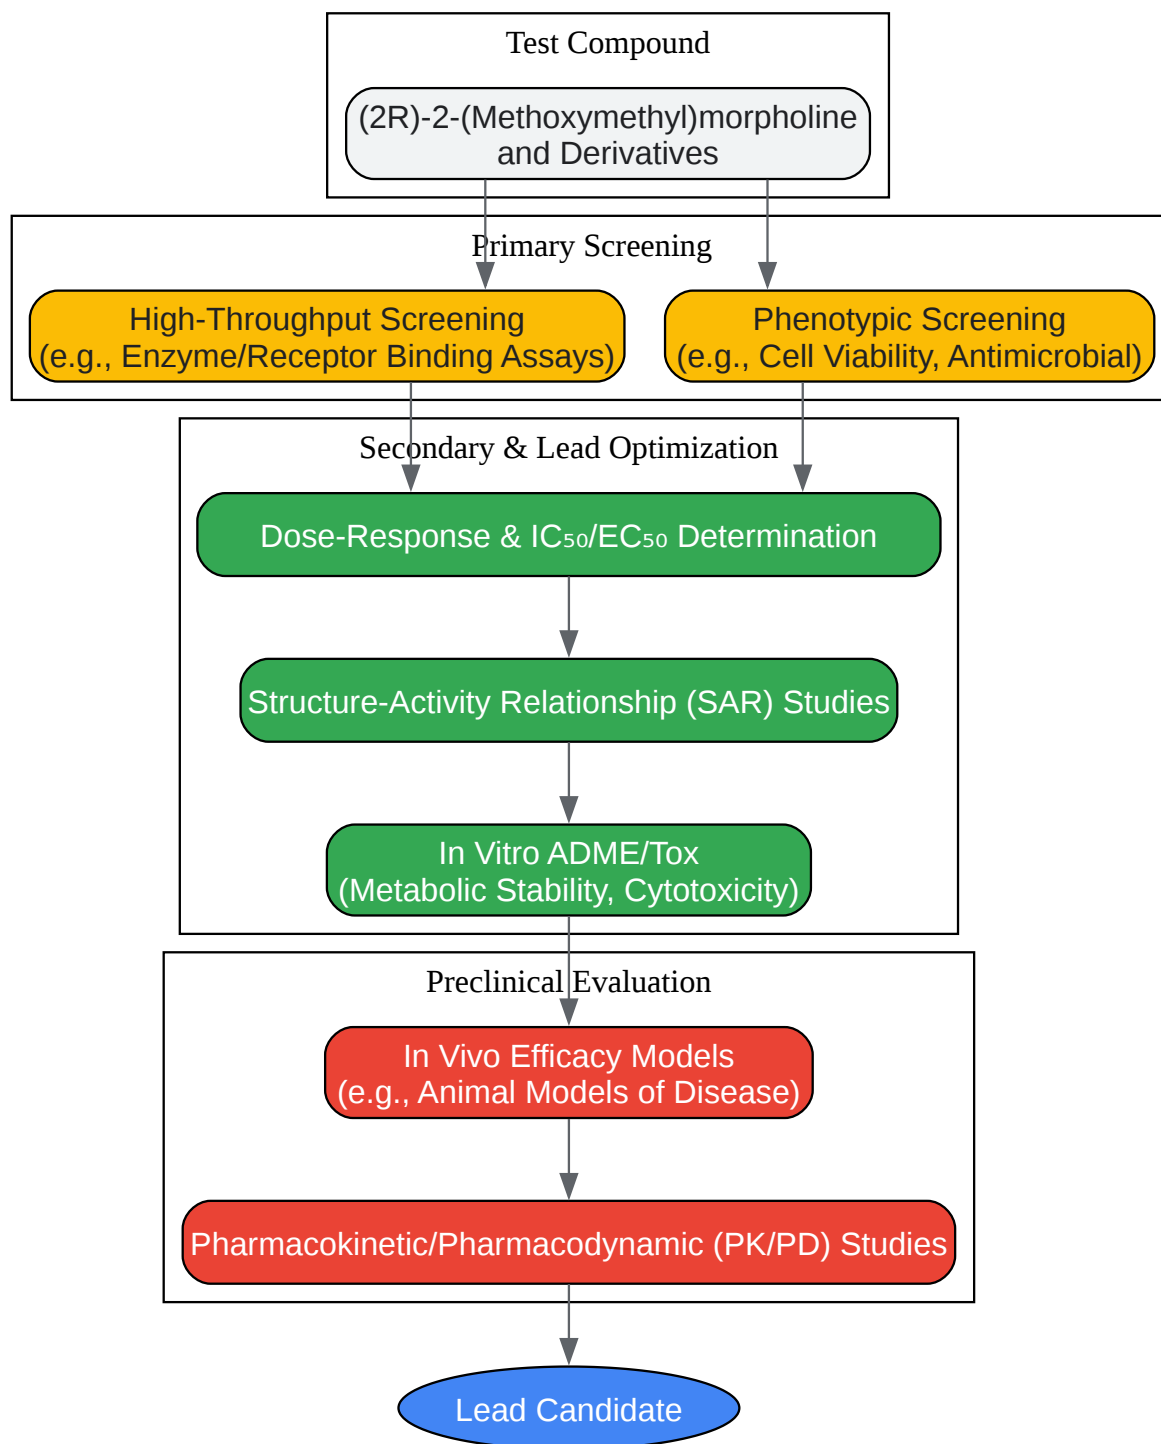 Test Compound
(2R)-2-(Methoxymethyl)morpholine
and Derivatives
Primary Screening
High-Throughput Screening
(e.g., Enzyme/Receptor Binding Assays)
Phenotypic Screening
(e.g., Cell Viability, Antimicrobial)
Secondary & Lead Optimization
Dose-Response & IC₅₀/EC₅₀ Determination
Structure-Activity Relationship (SAR) Studies
In Vitro ADME/Tox
(Metabolic Stability, Cytotoxicity)
Preclinical Evaluation
In Vivo Efficacy Models
(e.g., Animal Models of Disease)
Pharmacokinetic/Pharmacodynamic (PK/PD) Studies
Lead Candidate